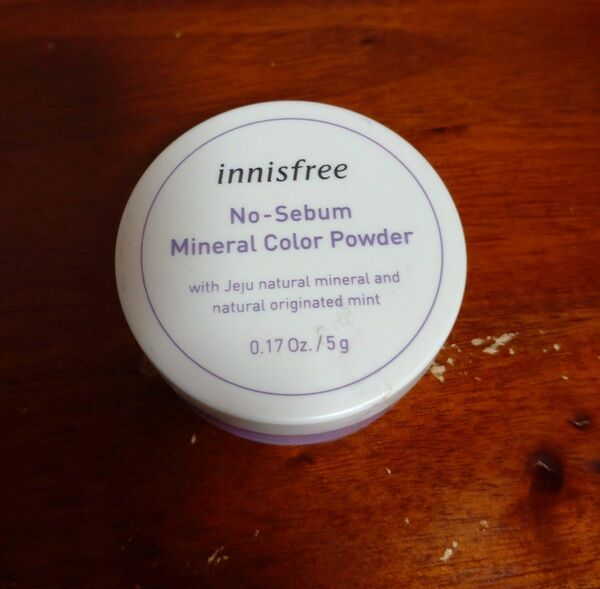 innisfree
No-Sebum
Mineral Color Powder
with Jeju natural mineral and
natural originated mint
0.17 Oz. / 5 g